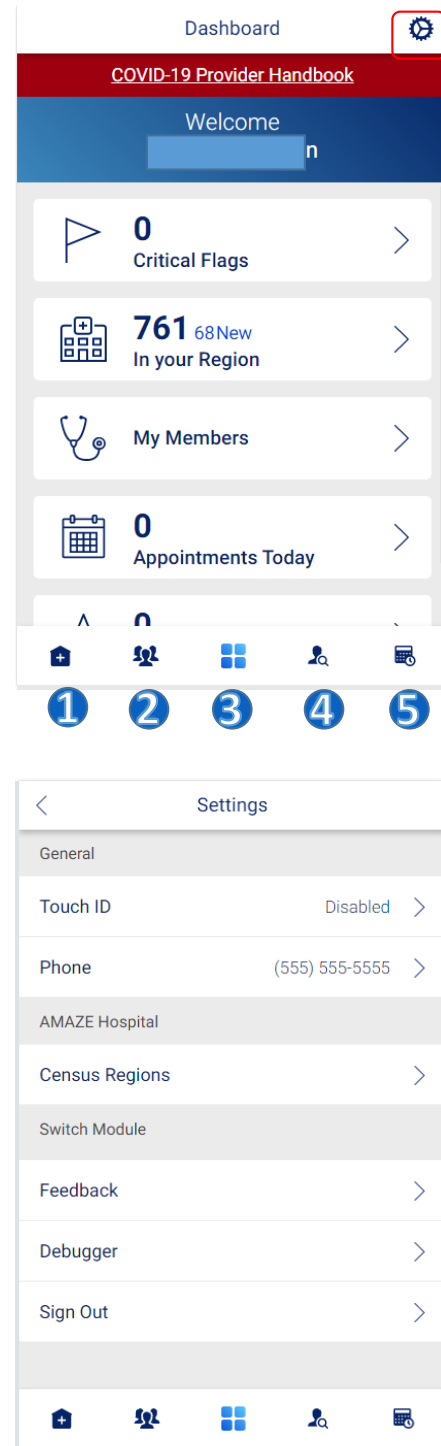 Dashboard
COVID-19 Provider Handbook
Welcome
n
0
Critical Flags
761 68 New
In your Region
My Members
0
Appointments Today
0
1 2 3 4 5
Settings
General
Touch ID Disabled
Phone (555) 555-5555
AMAZE Hospital
Census Regions
Switch Module
Feedback
Debugger
Sign Out